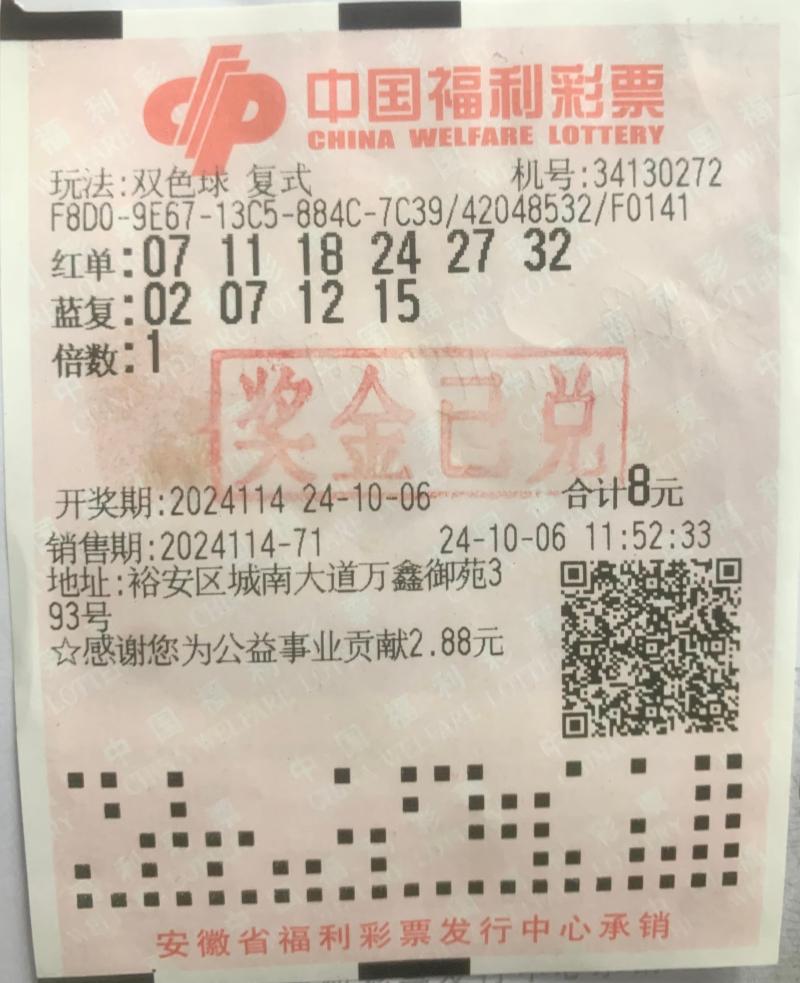 中国福利彩票
CHINA WELFARE LOTTERY
玩法:双色球 复式 机号:34130272
F8D0-9E67-13C5-884C-7C39/42048532/F0141
红单:07 11 18 24 27 32
蓝复:02 07 12 15
倍数:1
奖金已兑
开奖期:2024114 24-10-06 合计8元
销售期:2024114-71 24-10-06 11:52:33
地址:裕安区城南大道万鑫御苑3
93号
☆感谢您为公益事业贡献2.88元
安徽省福利彩票发行中心承销